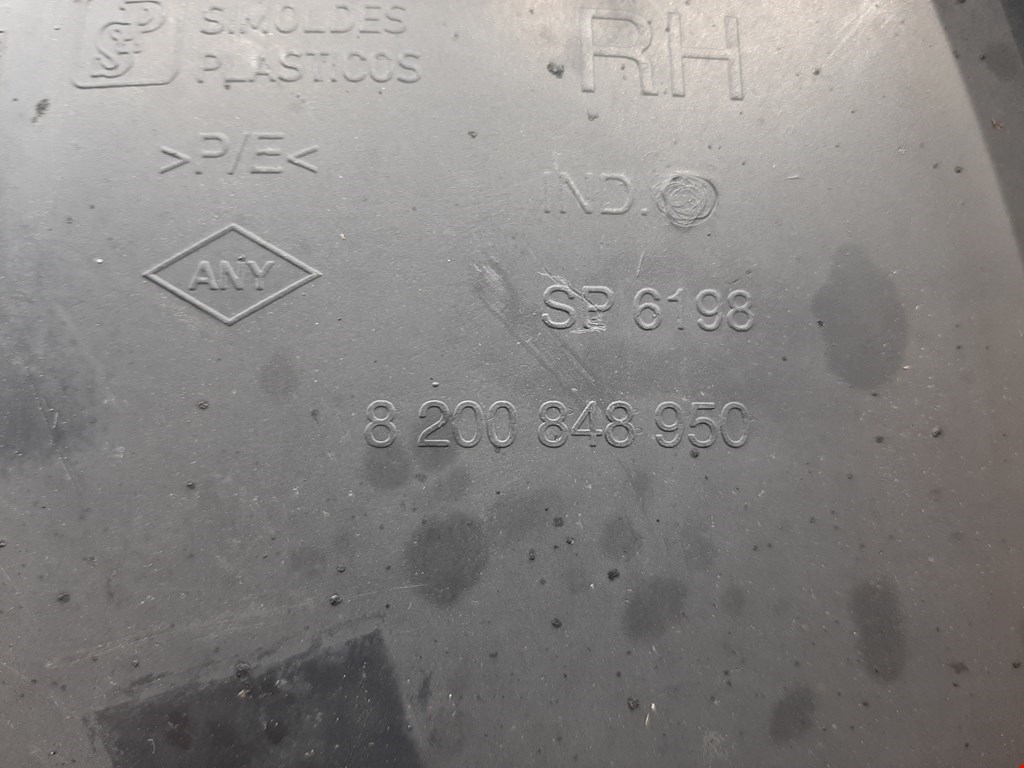 SIMOLDES
PLASTICOS
RH
>P/E<
IND.
ANY
SP 6198
8 200 848 950